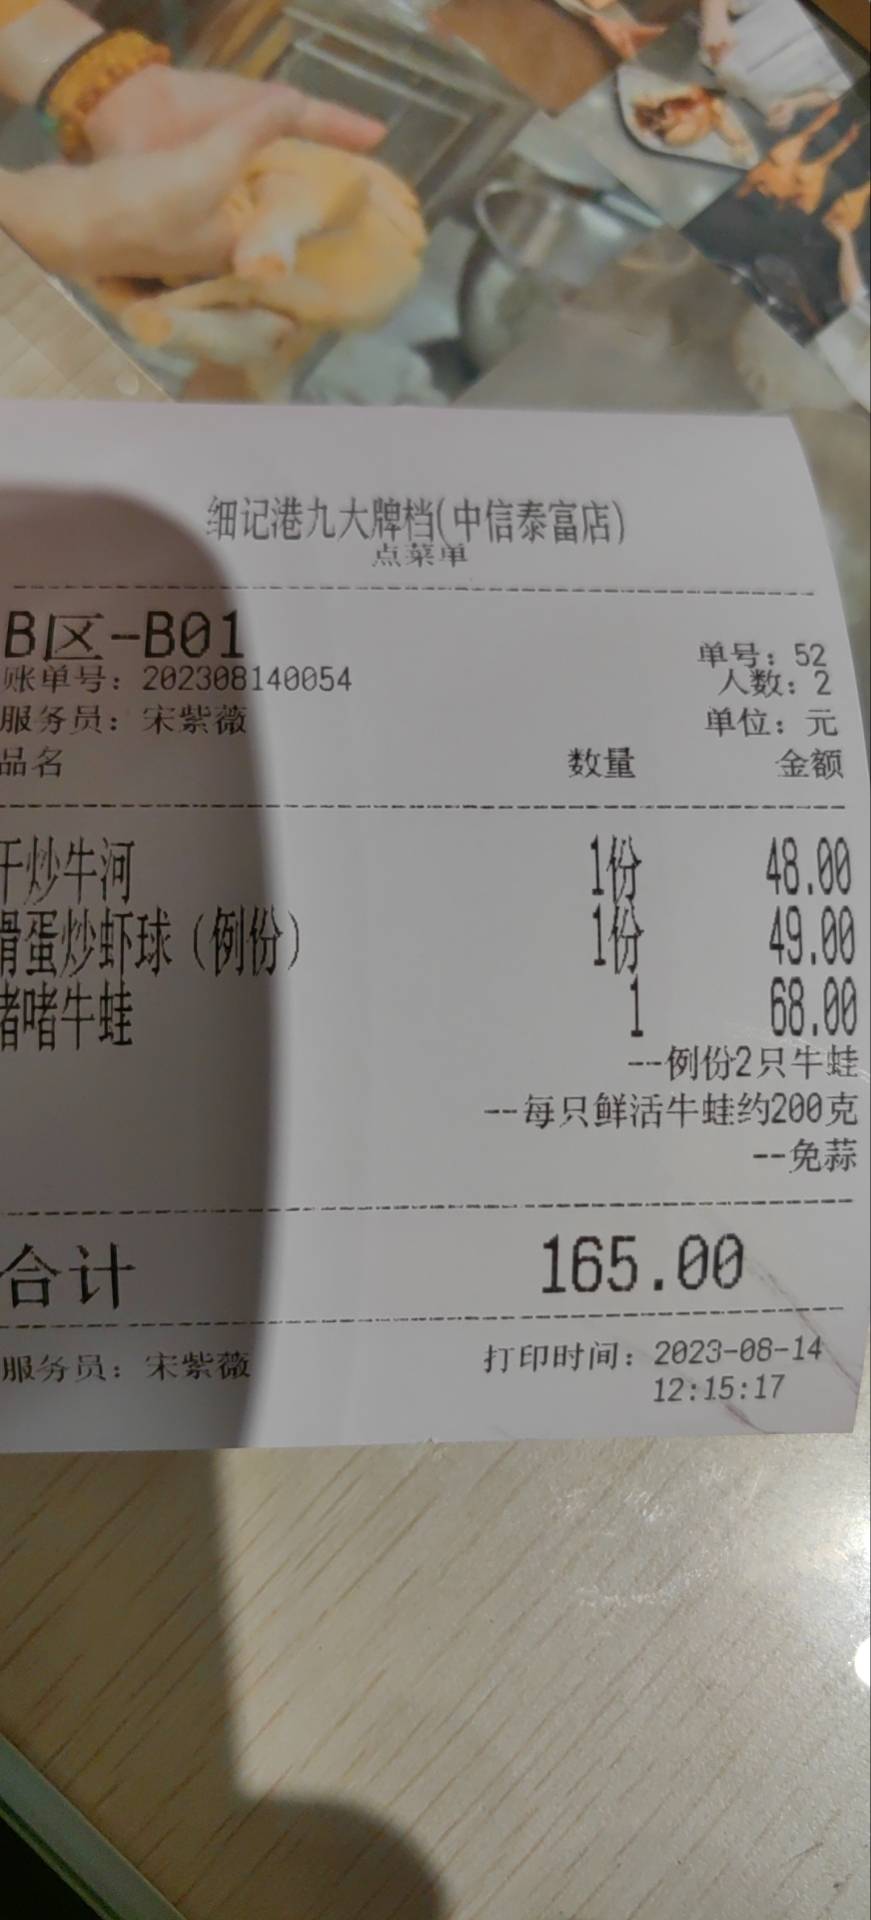 细记港九大牌档(中信泰富店)
点菜单
B区-B01
单号：52
账单号：202308140054
人数：2
服务员：宋紫薇
单位：元
品名 数量 金额
干炒牛河 1份 48.00
滑蛋炒虾球（例份） 1份 49.00
啫啫牛蛙 1 68.00
--例份2只牛蛙
--每只鲜活牛蛙约200克
--免蒜
合计 165.00
服务员：宋紫薇 打印时间：2023-08-14
12:15:17